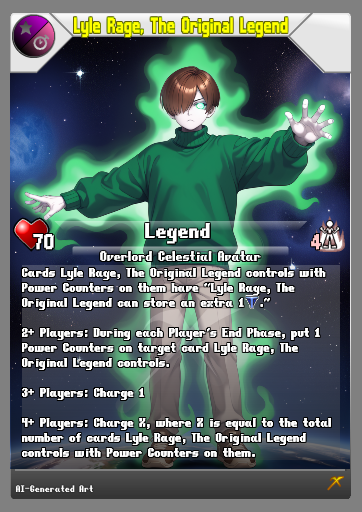 Lyle Rage, The Original Legend
70
Legend
4
Overlord Celestial Avatar
Cards Lyle Rage, The Original Legend controls with
Power Counters on them have "Lyle Rage, The
Original Legend can store an extra 1."
2+ Players: During each Player's End Phase, put 1
Power Counters on target card Lyle Rage, The
Original Legend controls.
3+ Players: Charge 1
4+ Players: Charge X, where X is equal to the total
number of cards Lyle Rage, The Original Legend
controls with Power Counters on them.
AI-Generated Art